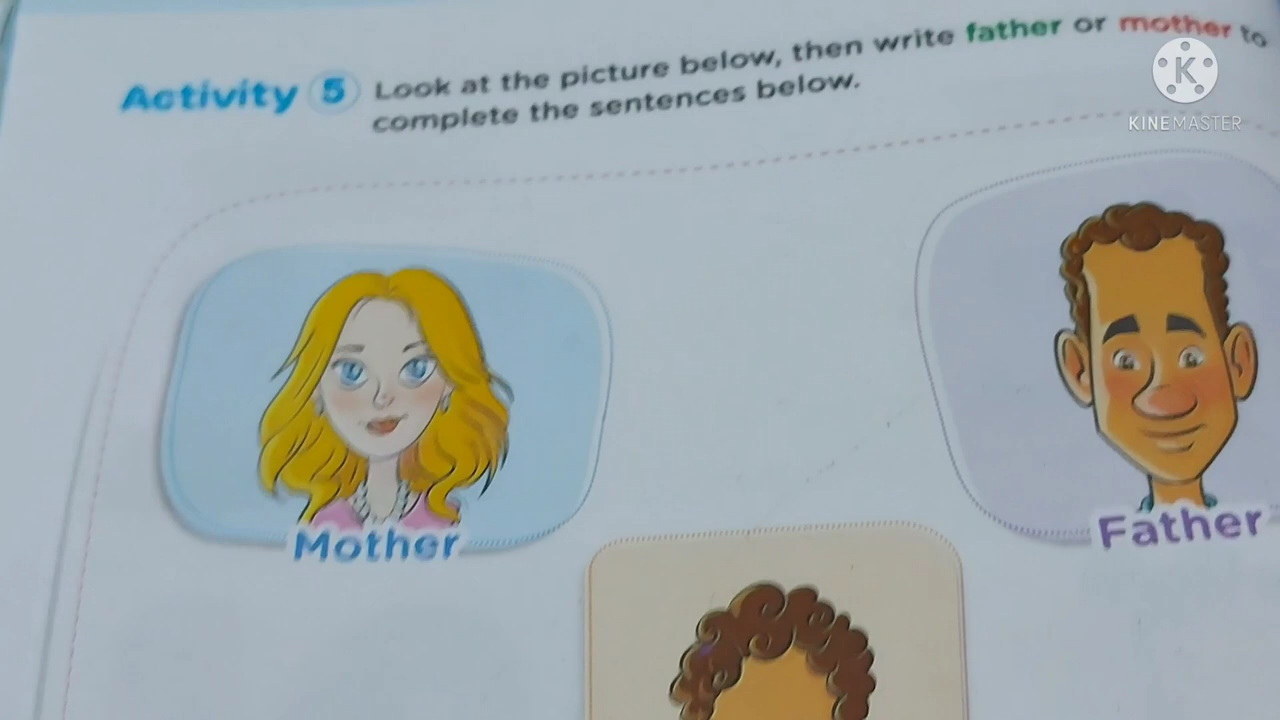 Activity 5 Look at the picture below, then write father or mother to
complete the sentences below.
KINEMASTER
Mother
Father